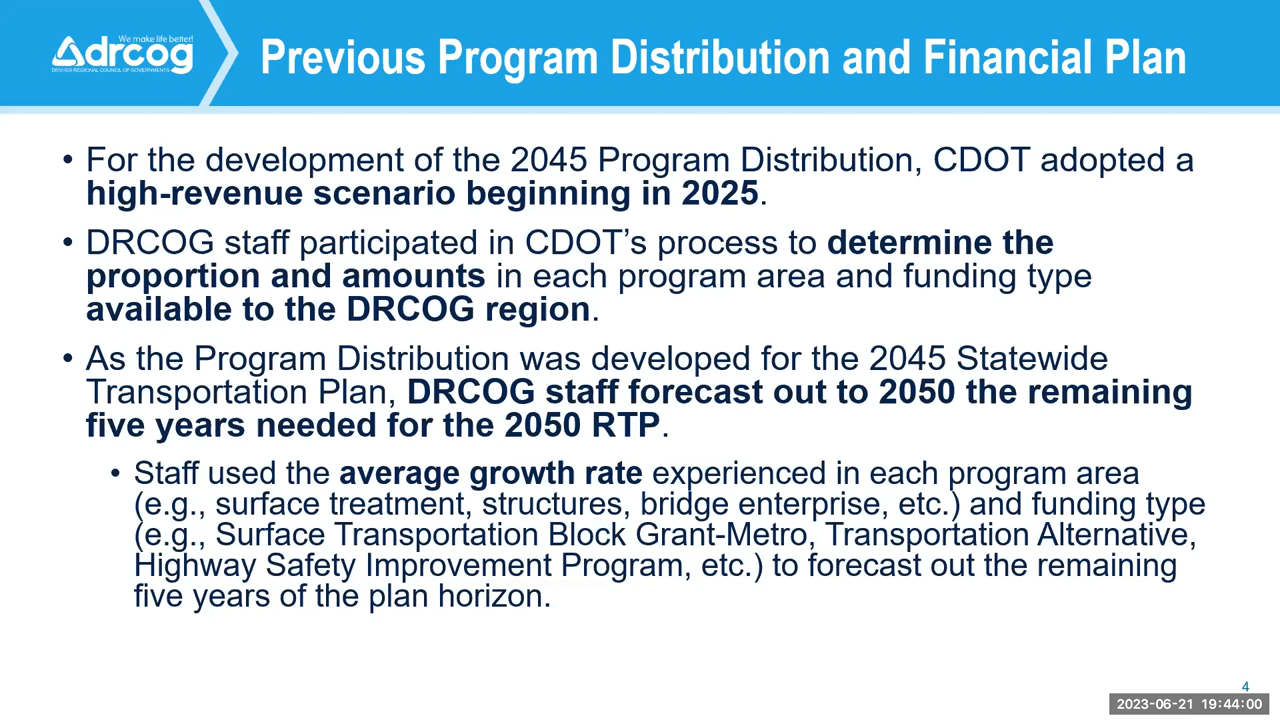 We make life better!
drcog
DENVER REGIONAL COUNCIL OF GOVERNMENTS
Previous Program Distribution and Financial Plan
• For the development of the 2045 Program Distribution, CDOT adopted a
high-revenue scenario beginning in 2025.
• DRCOG staff participated in CDOT’s process to determine the
proportion and amounts in each program area and funding type
available to the DRCOG region.
• As the Program Distribution was developed for the 2045 Statewide
Transportation Plan, DRCOG staff forecast out to 2050 the remaining
five years needed for the 2050 RTP.
• Staff used the average growth rate experienced in each program area
(e.g., surface treatment, structures, bridge enterprise, etc.) and funding type
(e.g., Surface Transportation Block Grant-Metro, Transportation Alternative,
Highway Safety Improvement Program, etc.) to forecast out the remaining
five years of the plan horizon.
4
2023-06-21 19:44:00